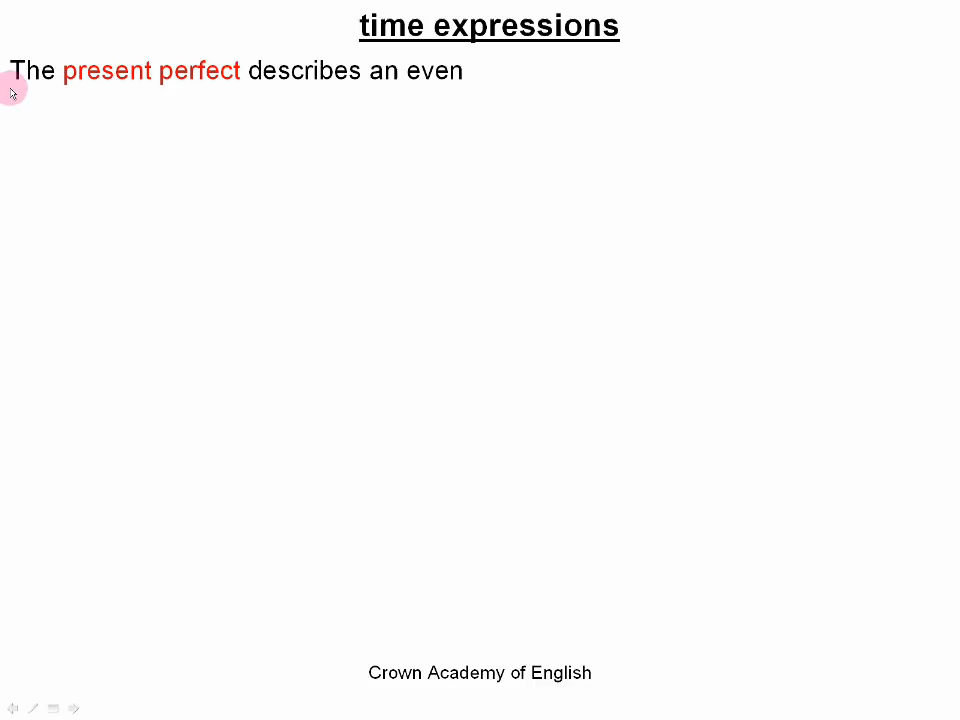 time expressions
The present perfect describes an even
Crown Academy of English